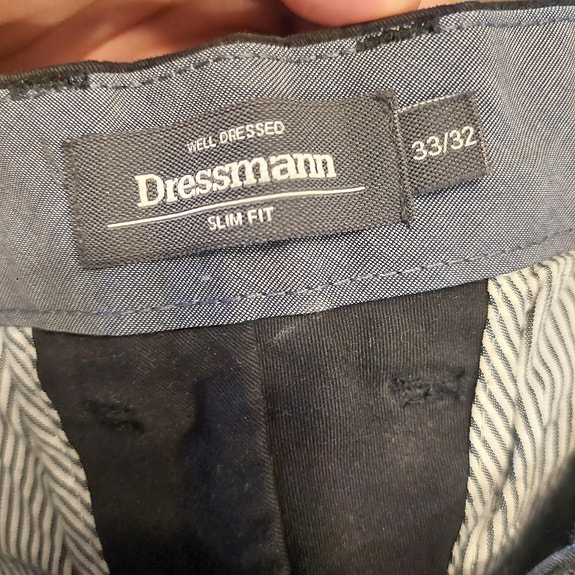 WELL DRESSED
Dressmann
SLIM FIT
33/32